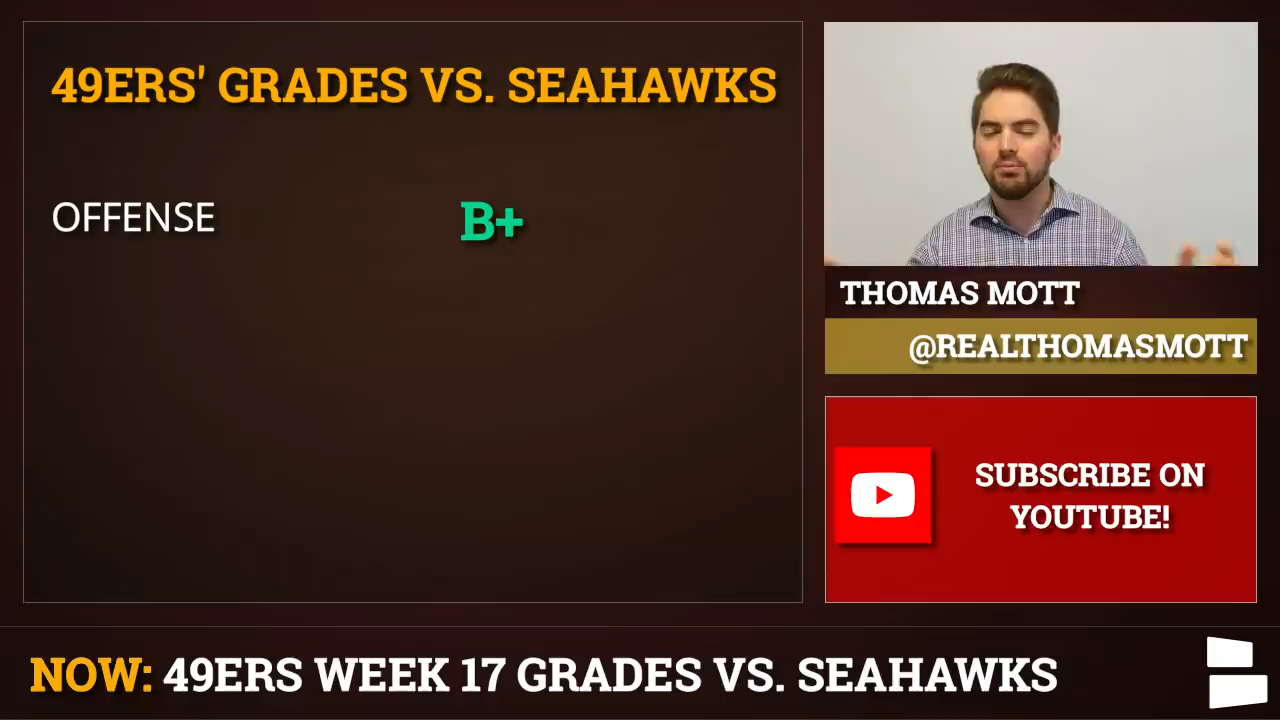 49ERS' GRADES VS. SEAHAWKS
OFFENSE B+
THOMAS MOTT
@REALTHOMASMOTT
SUBSCRIBE ON
YOUTUBE!
NOW: 49ERS WEEK 17 GRADES VS. SEAHAWKS